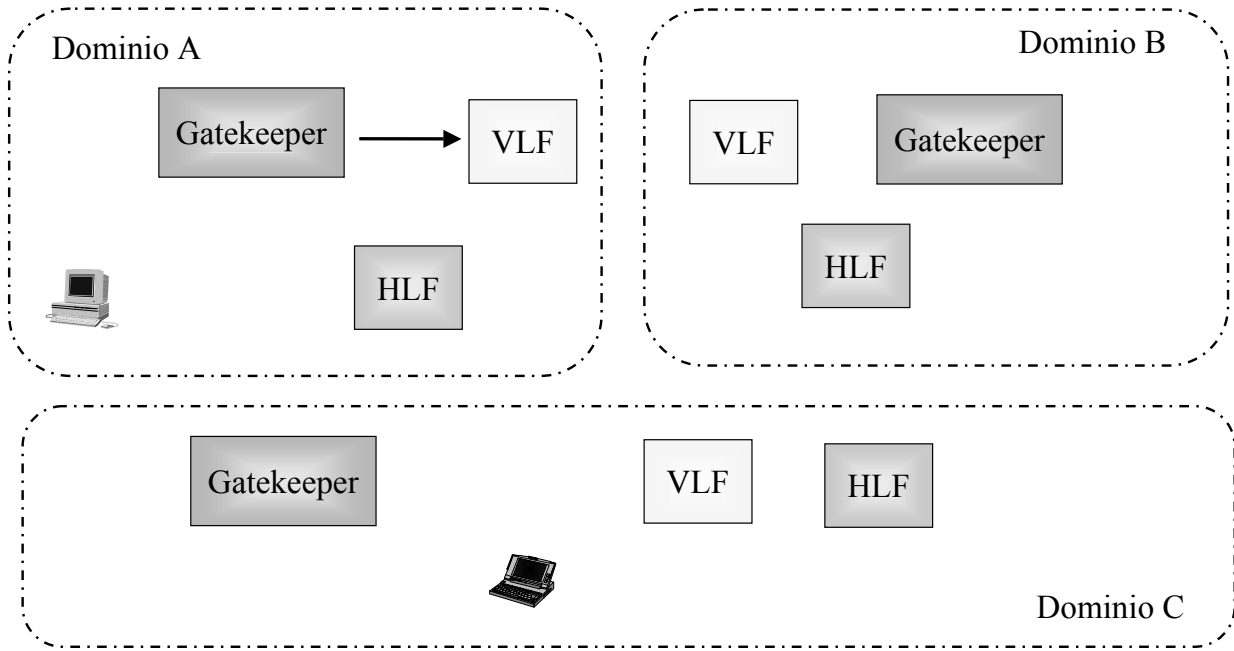 Dominio A
Gatekeeper
VLF
HLF
Dominio B
VLF
Gatekeeper
HLF
Gatekeeper
VLF
HLF
Dominio C